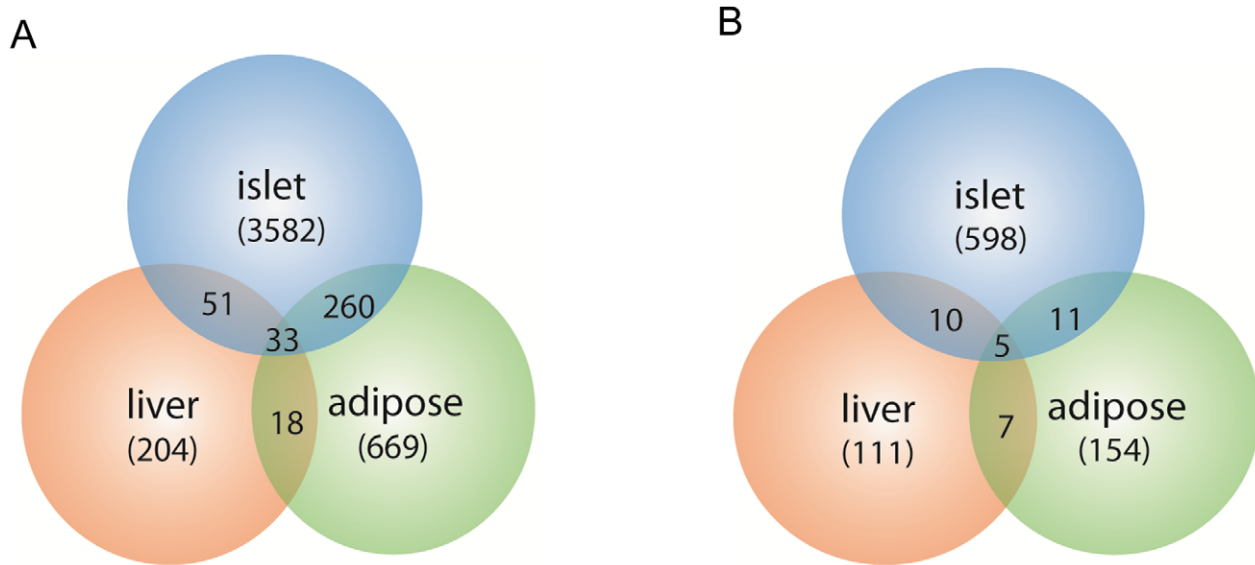 A
islet
(3582)
51
260
33
liver
(204)
18
adipose
(669)
B
islet
(598)
10
11
5
liver
(111)
7
adipose
(154)